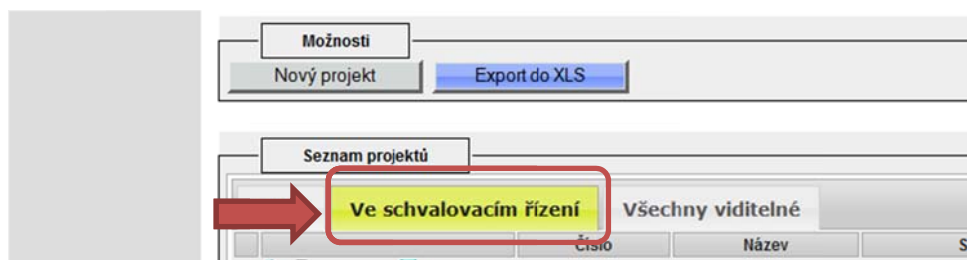 Možnosti
Nový projekt Export do XLS
Seznam projektů
Ve schvalovacím řízení Všechny viditelné
Číslo Název